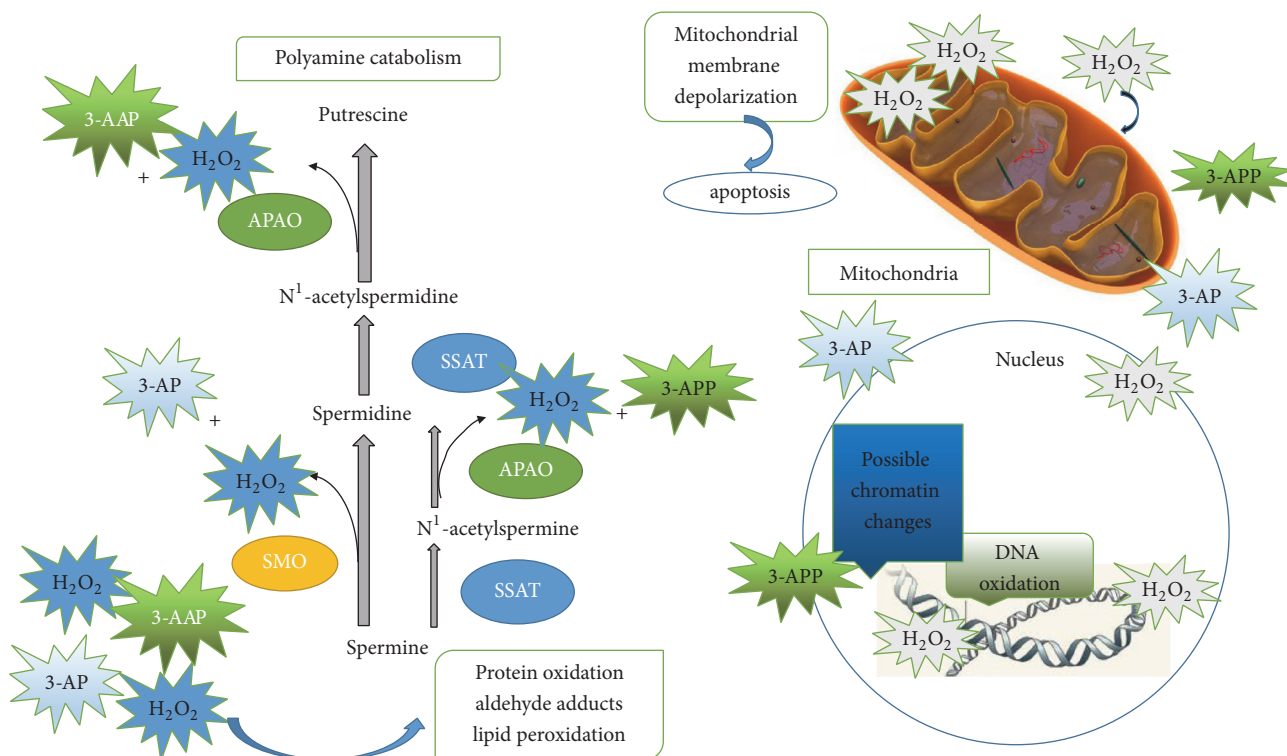 Polyamine catabolism
Putrescine
3-AAP
+
H2O2
APAO
N1-acetylspermidine
3-AP
+
H2O2
SMO
Spermidine
SSAT
H2O2
+
3-APP
APAO
N1-acetylspermine
SSAT
Spermine
H2O2
3-AAP
3-AP
H2O2
Protein oxidation
aldehyde adducts
lipid peroxidation
Mitochondrial
membrane
depolarization
apoptosis
H2O2
H2O2
H2O2
3-APP
3-AP
Mitochondria
3-AP
Nucleus
H2O2
Possible
chromatin
changes
DNA
oxidation
3-APP
H2O2
H2O2